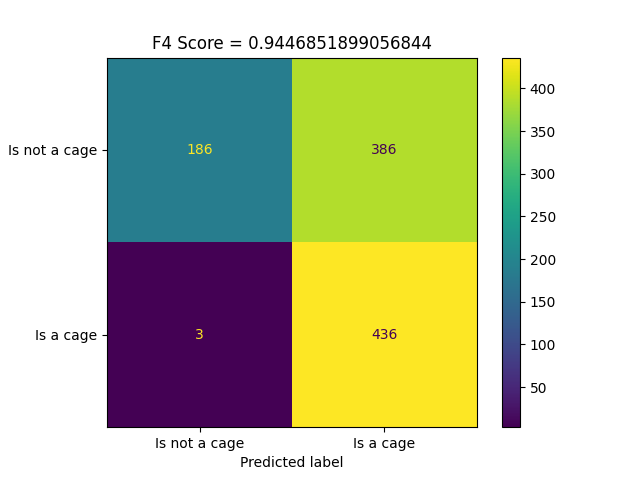 F4 Score = 0.9446851899056844
Is not a cage
186
386
Is a cage
3
436
Is not a cage
Is a cage
Predicted label
400
350
300
250
200
150
100
50